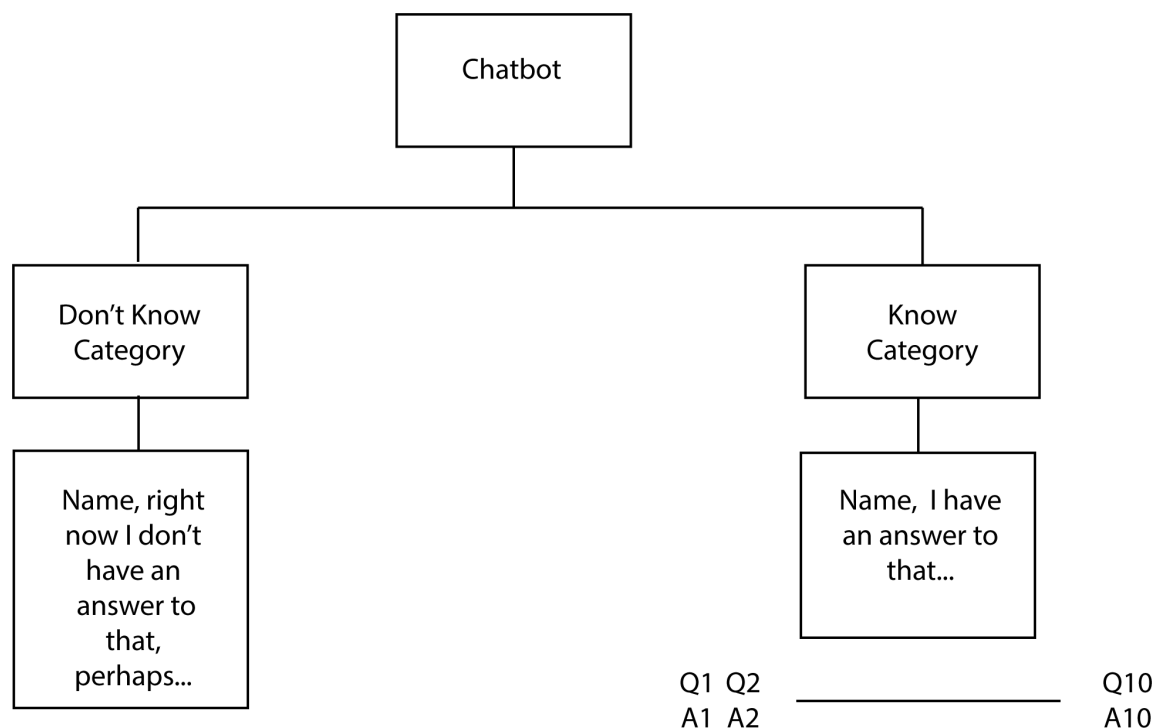 Chatbot
Don't Know
Category
Know
Category
Name, right
now I don't
have an
answer to
that,
perhaps...
Name, I have
an answer to
that...
Q1 Q2
Q10
A1 A2
A10